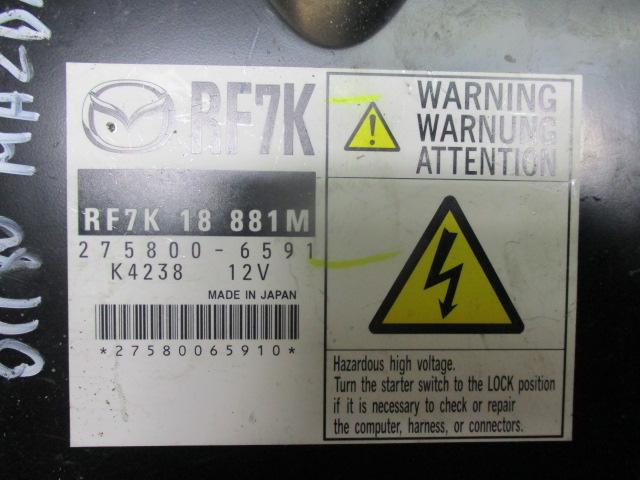 RF7K
RF7K 18 881M
275800-6591
K4238 12V
MADE IN JAPAN
*27580065910*
WARNING
WARNUNG
ATTENTION
Hazardous high voltage.
Turn the starter switch to the LOCK position
if it is necessary to check or repair
the computer, harness, or connectors.
MAZDA